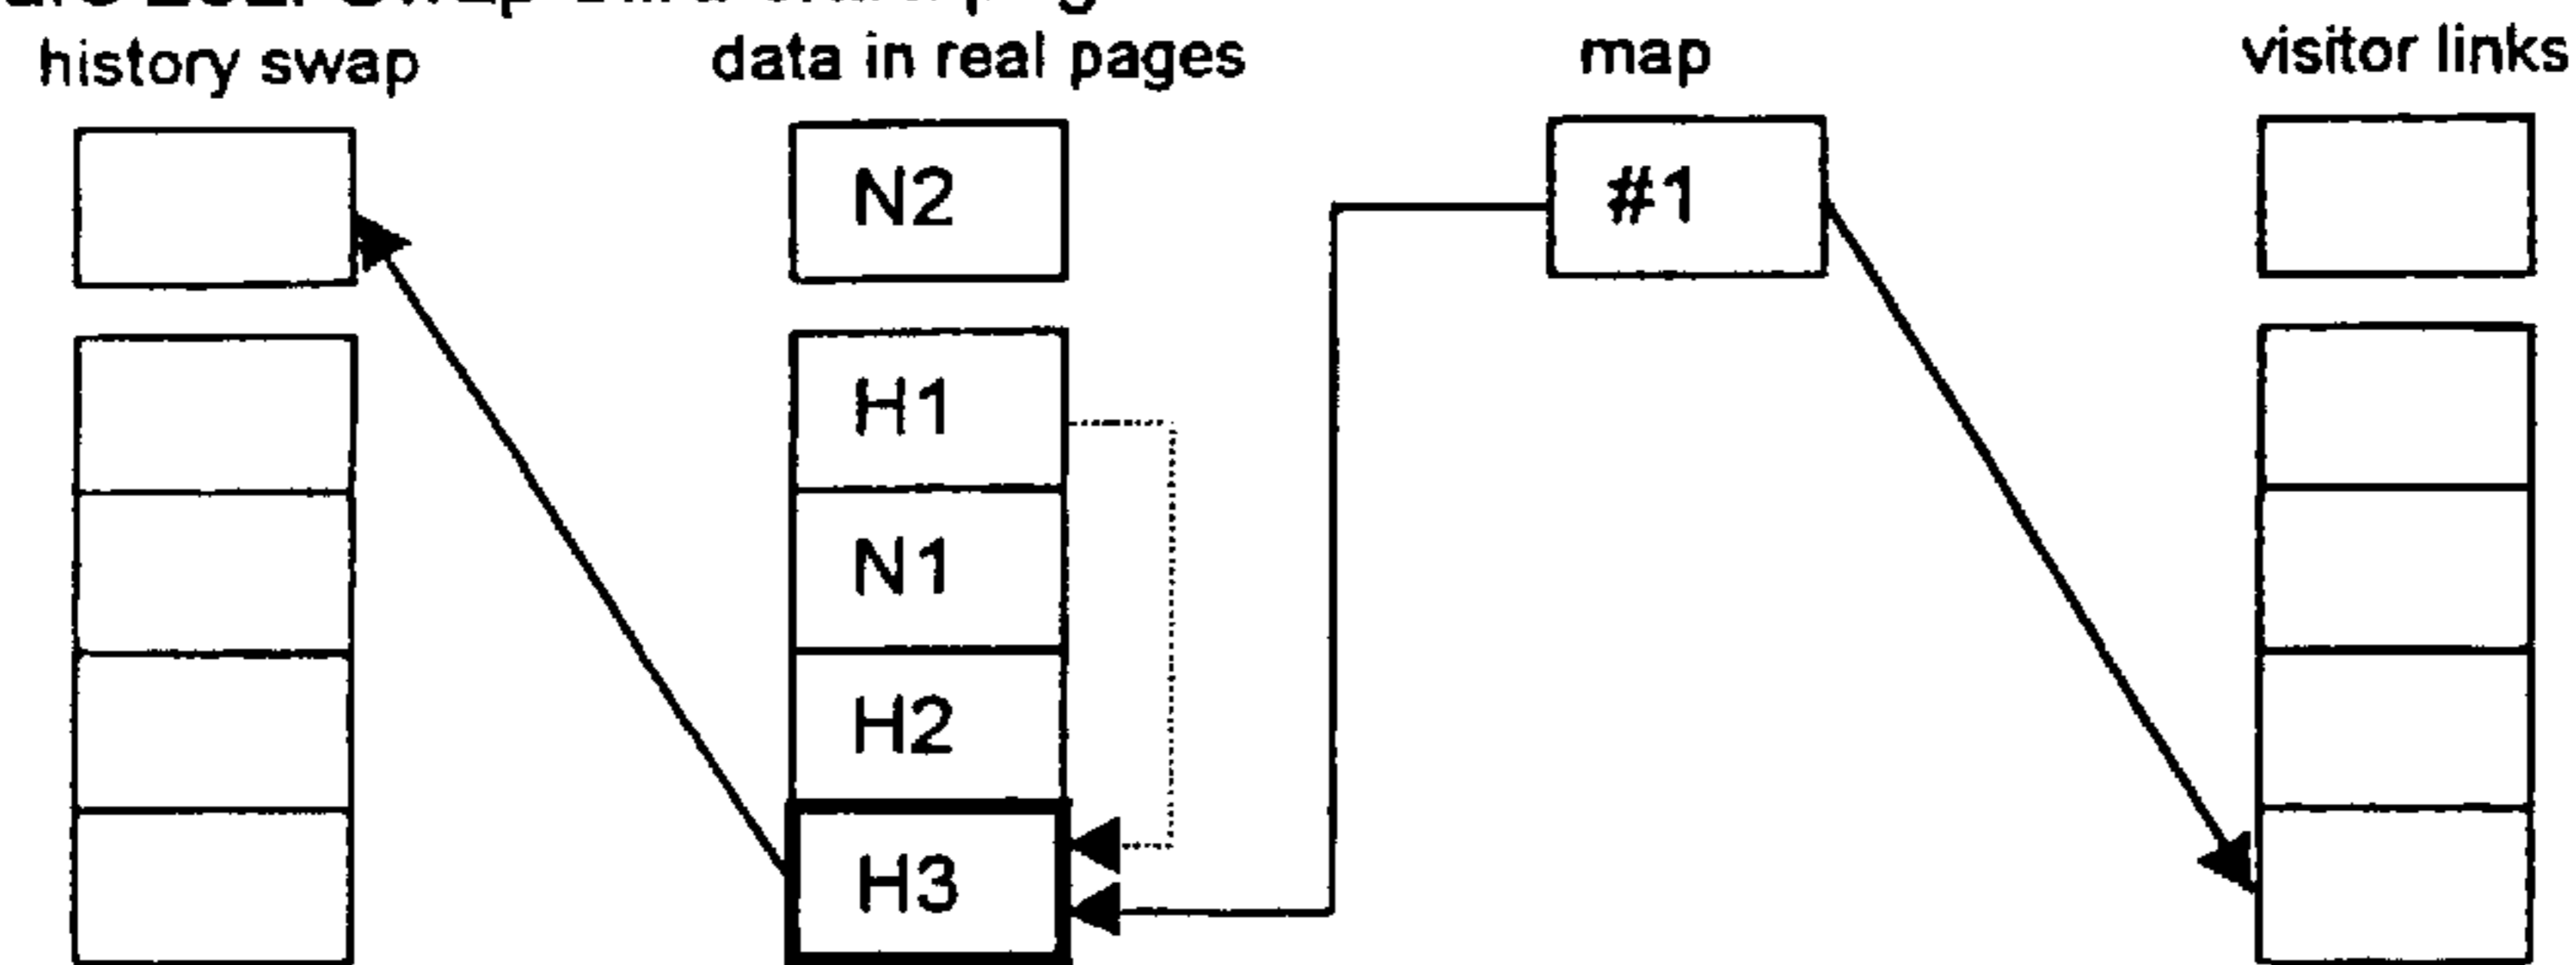 history swap
data in real pages
map
visitor links
N2
#1
H1
N1
H2
H3